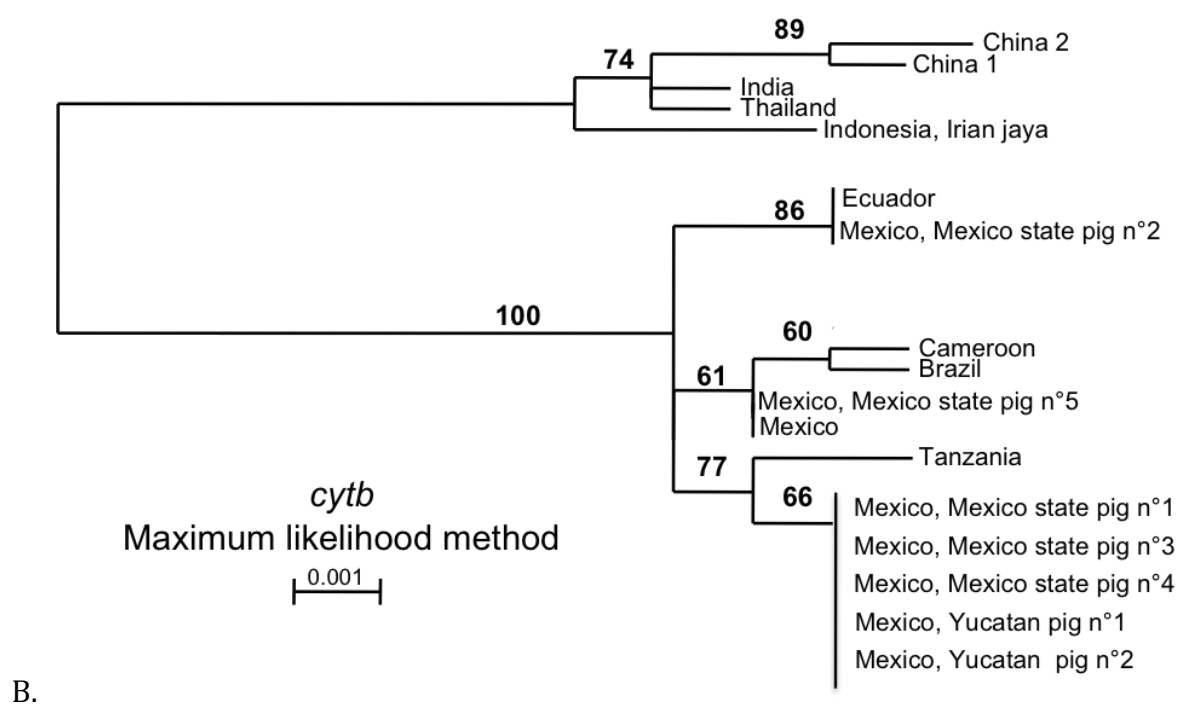 89
China 2
China 1
74
India
Thailand
Indonesia, Irian jaya
Ecuador
86
Mexico, Mexico state pig n°2
100
60
Cameroon
Brazil
61
Mexico, Mexico state pig n°5
Mexico
77
Tanzania
66
Mexico, Mexico state pig n°1
Mexico, Mexico state pig n°3
Mexico, Mexico state pig n°4
Mexico, Yucatan pig n°1
Mexico, Yucatan pig n°2
cytb
Maximum likelihood method
0.001
B.